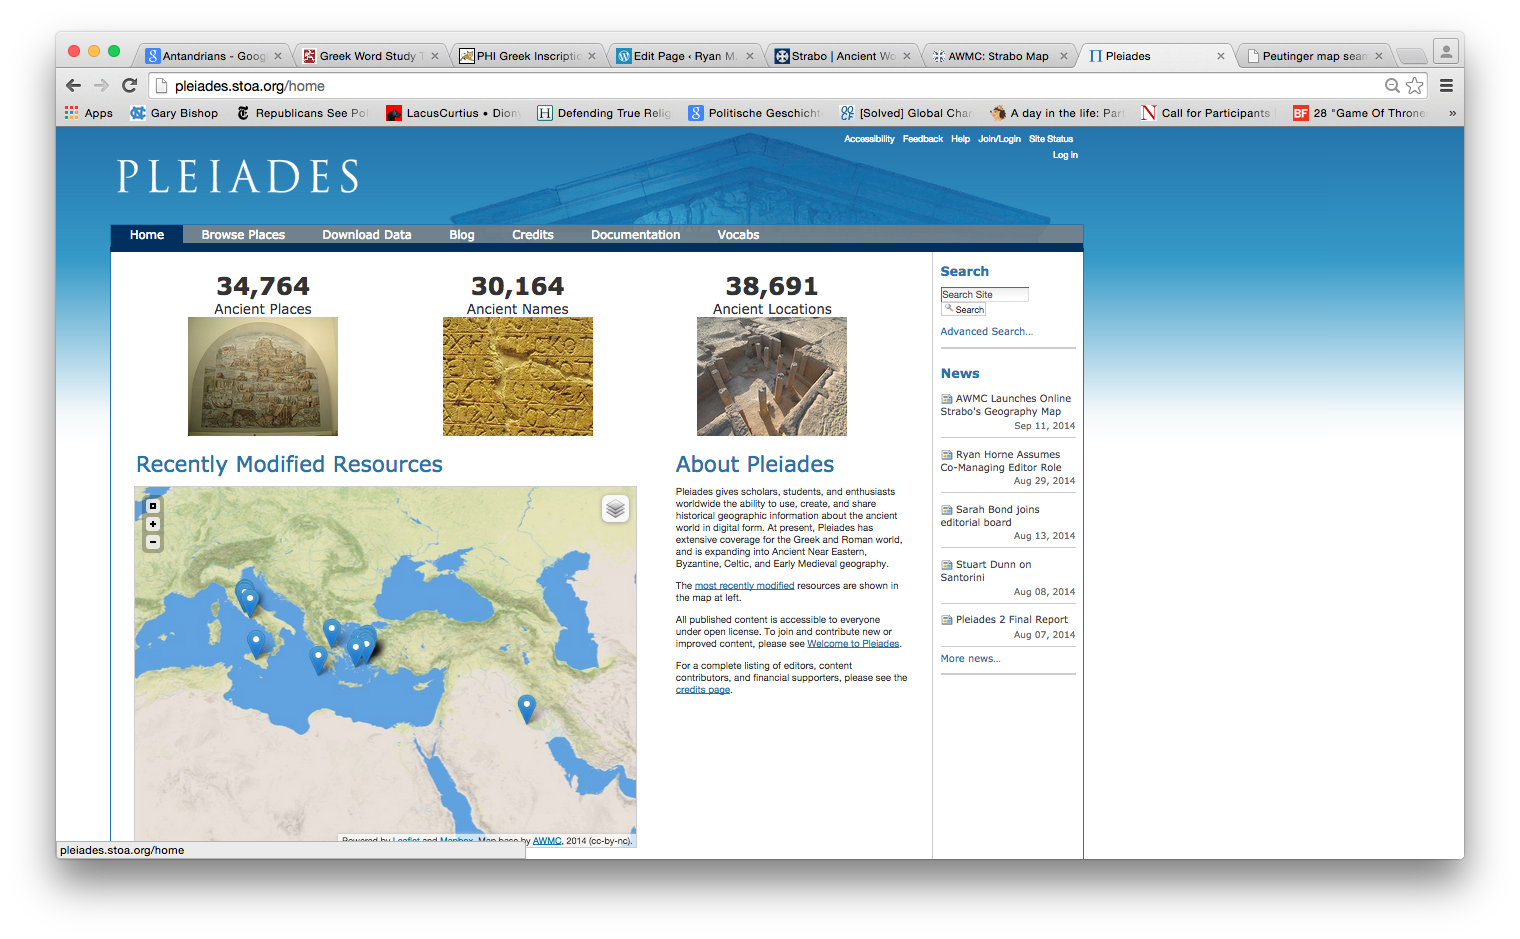 Antandrians - Goog
Greek Word Study T
PHI Greek Inscriptio
Edit Page ‹ Ryan M.
Strabo | Ancient Wo
AWMC: Strabo Map
Pleiades
Peutinger map seam
pleiades.stoa.org/home
Apps
Gary Bishop
Republicans See Pol
LacusCurtius • Diony
Defending True Relig
Politische Geschicht
[Solved] Global Chan
A day in the life: Part
Call for Participants
28 "Game Of Throne
»
Accessibility Feedback Help Join/Login Site Status
Log in
PLEIADES
Home Browse Places Download Data Blog Credits Documentation Vocabs
34,764
Ancient Places
30,164
Ancient Names
38,691
Ancient Locations
Recently Modified Resources
Powered by Leaflet and Mapbox. Map base by AWMC, 2014 (cc-by-nc).
About Pleiades
Pleiades gives scholars, students, and enthusiasts
worldwide the ability to use, create, and share
historical geographic information about the ancient
world in digital form. At present, Pleiades has
extensive coverage for the Greek and Roman world,
and is expanding into Ancient Near Eastern,
Byzantine, Celtic, and Early Medieval geography.
The most recently modified resources are shown in
the map at left.
All published content is accessible to everyone
under open license. To join and contribute new or
improved content, please see Welcome to Pleiades.
For a complete listing of editors, content
contributors, and financial supporters, please see the
credits page.
Search
Search Site
Search
Advanced Search...
News
AWMC Launches Online
Strabo's Geography Map
Sep 11, 2014
Ryan Horne Assumes
Co-Managing Editor Role
Aug 29, 2014
Sarah Bond joins
editorial board
Aug 13, 2014
Stuart Dunn on
Santorini
Aug 08, 2014
Pleiades 2 Final Report
Aug 07, 2014
More news...
pleiades.stoa.org/home